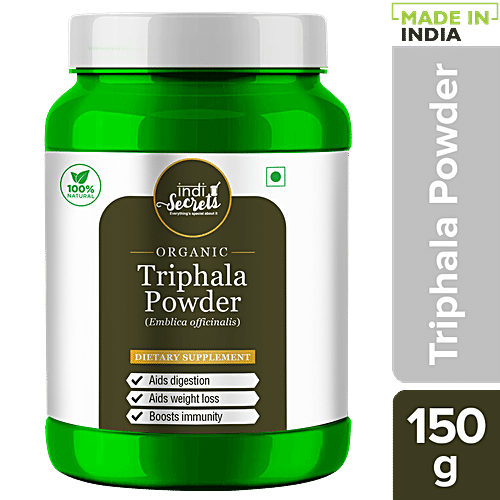 MADE IN
INDIA
100%
NATURAL
indi
Secrets
Everything's special about it
ORGANIC
Triphala
Powder
(Emblica officinalis)
DIETARY SUPPLEMENT
Aids digestion
Aids weight loss
Boosts immunity
Triphala Powder
150
g